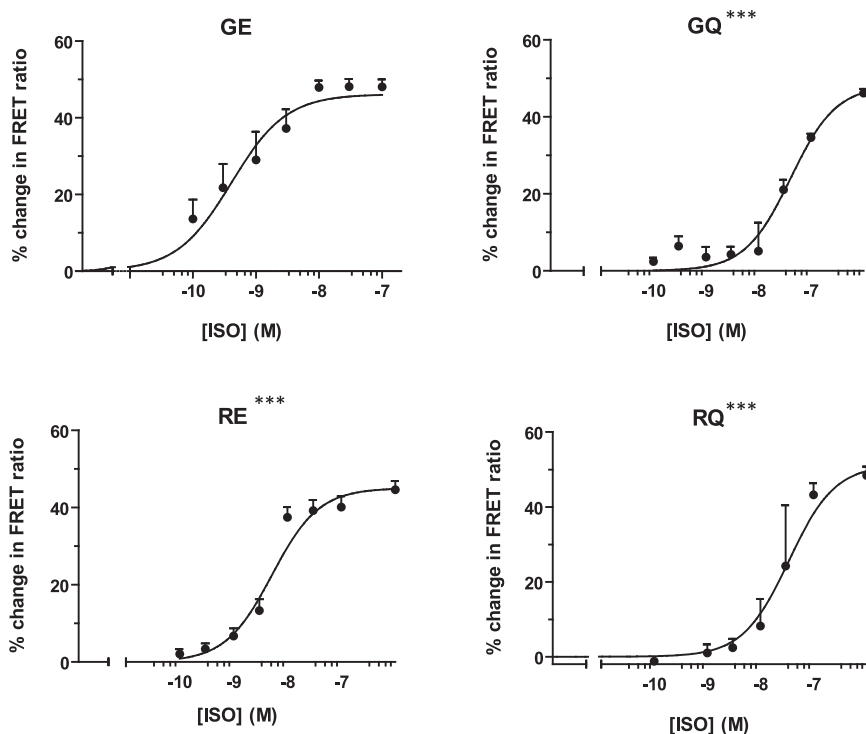 GE
% change in FRET ratio
60
40
20
0
-10 -9 -8 -7
[ISO] (M)
GQ ***
% change in FRET ratio
60
40
20
0
-10 -9 -8 -7
[ISO] (M)
RE ***
% change in FRET ratio
60
40
20
0
-10 -9 -8 -7
[ISO] (M)
RQ ***
% change in FRET ratio
60
40
20
0
-10 -9 -8 -7
[ISO] (M)